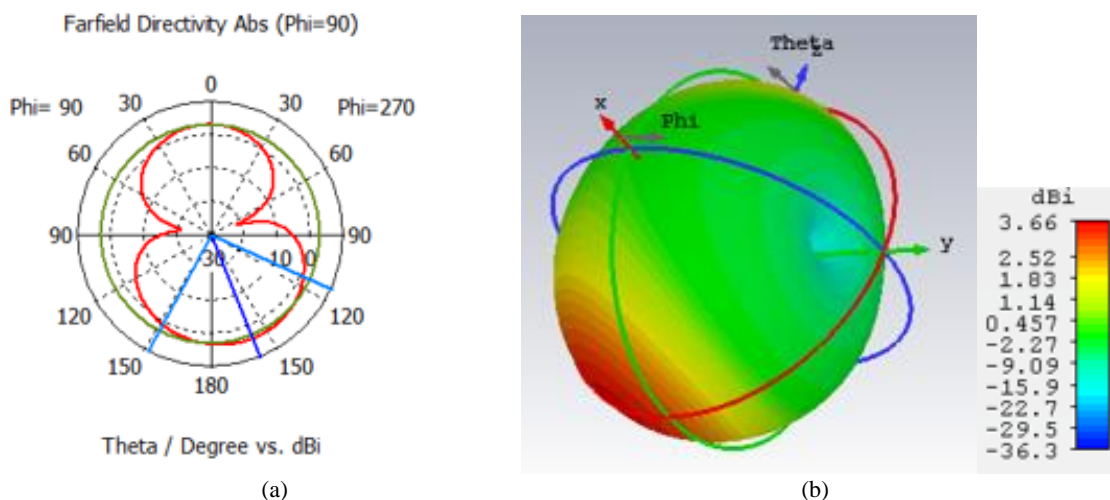 Farfield Directivity Abs (Phi=90)
0
Phi= 90 30 30 Phi=270
60 60
90 30 10 0 90
120 120
150 150
180
Theta / Degree vs. dBi
(a)
Theta
z
x
Phi
y
dBi
3.66
2.52
1.83
1.14
0.457
-2.27
-9.09
-15.9
-22.7
-29.5
-36.3
(b)